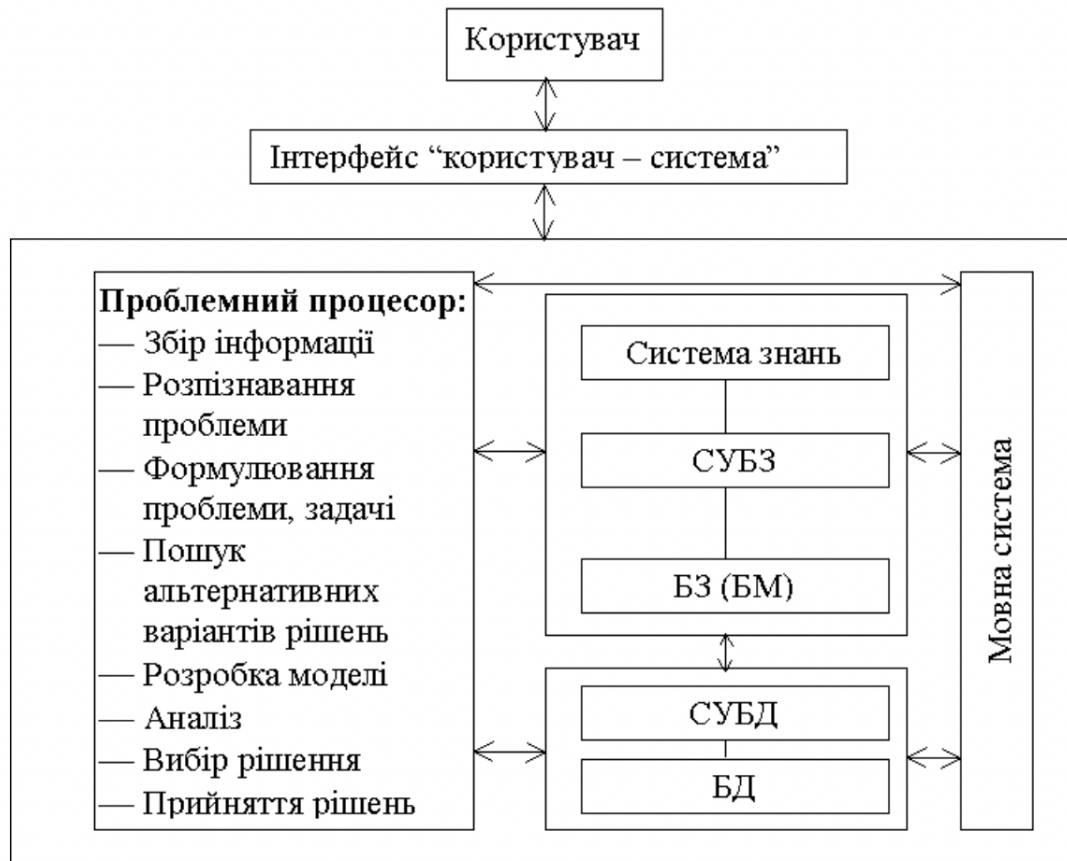 Користувач
Інтерфейс “користувач – система”
Проблемний процесор:
— Збір інформації
— Розпізнавання
проблеми
— Формулювання
проблеми, задачі
— Пошук
альтернативних
варіантів рішень
— Розробка моделі
— Аналіз
— Вибір рішення
— Прийняття рішень
Система знань
СУБЗ
БЗ (БМ)
СУБД
БД
Мовна система